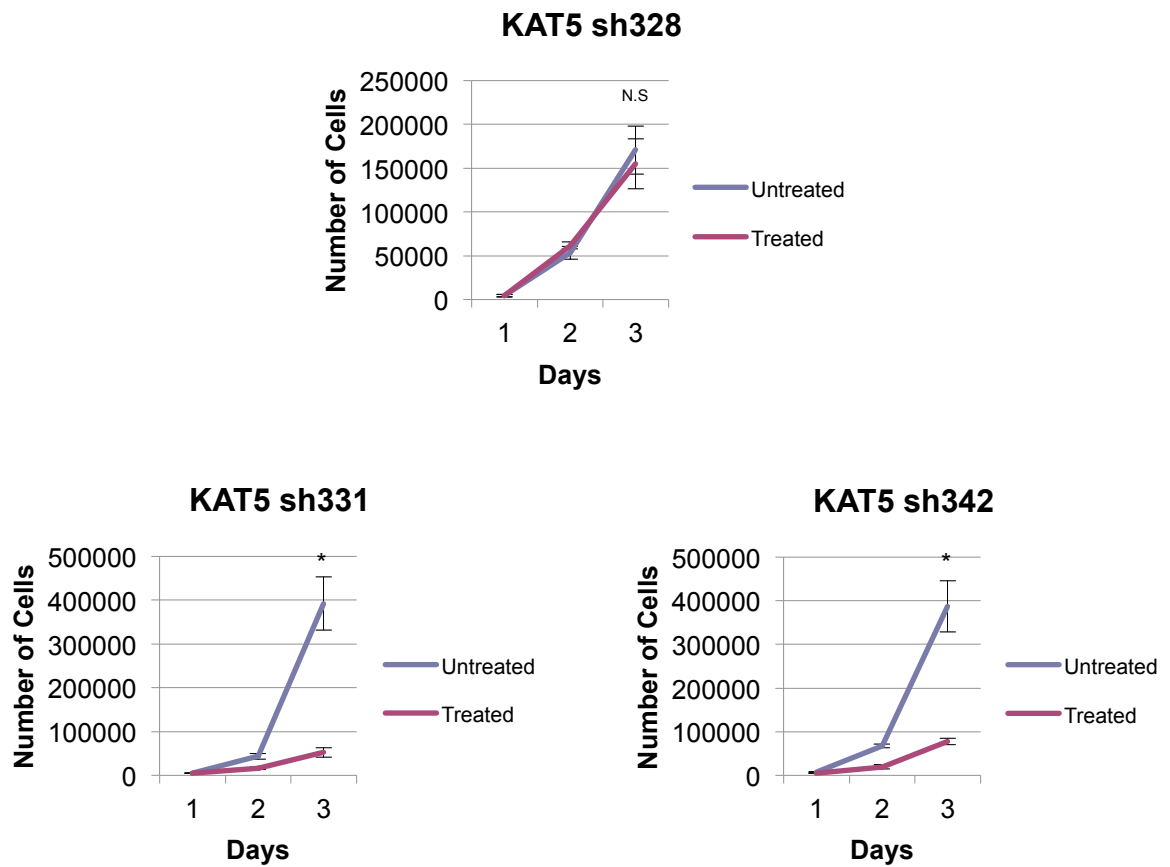 KAT5 sh328
Number of Cells
250000
200000
150000
100000
50000
0
N.S
1 2 3
Days
Untreated
Treated
KAT5 sh331
Number of Cells
500000
400000
300000
200000
100000
0
*
1 2 3
Days
Untreated
Treated
KAT5 sh342
Number of Cells
500000
400000
300000
200000
100000
0
*
1 2 3
Days
Untreated
Treated